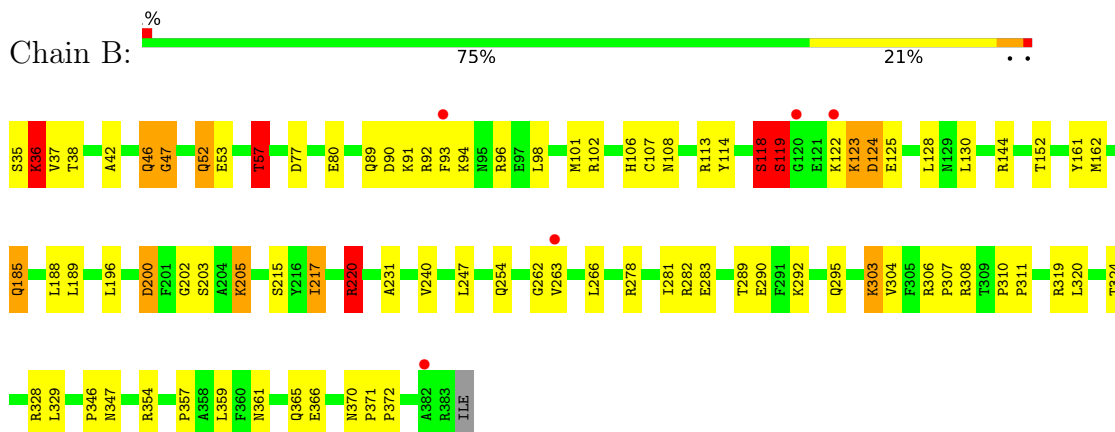 .%
Chain B:
75% 21% . .
S35 K36 V37 T38 A42 Q46 G47 Q52 E53 T57 D77 E80 Q89 D90 K91 R92 F93 K94 N95 R96 E97 L98 M101 R102 H106 C107 N108 R113 Y114 S118 S119 G120 E121 K122 K123 D124 E125 L128 N129 L130 R144 T152 Y161 M162
Q185 L188 L189 L196 D200 F201 G202 S203 A204 K205 S215 Y216 I217 R220 A231 V240 L247 Q254 G262 V263 L266 R278 I281 R282 E283 T289 E290 F291 K292 Q295 K303 V304 F305 R306 P307 R308 T309 P310 P311 R319 L320 T324
R328 L329 P346 N347 R354 P357 A358 L359 F360 N361 Q365 E366 N370 P371 P372 A382 R383 ILE